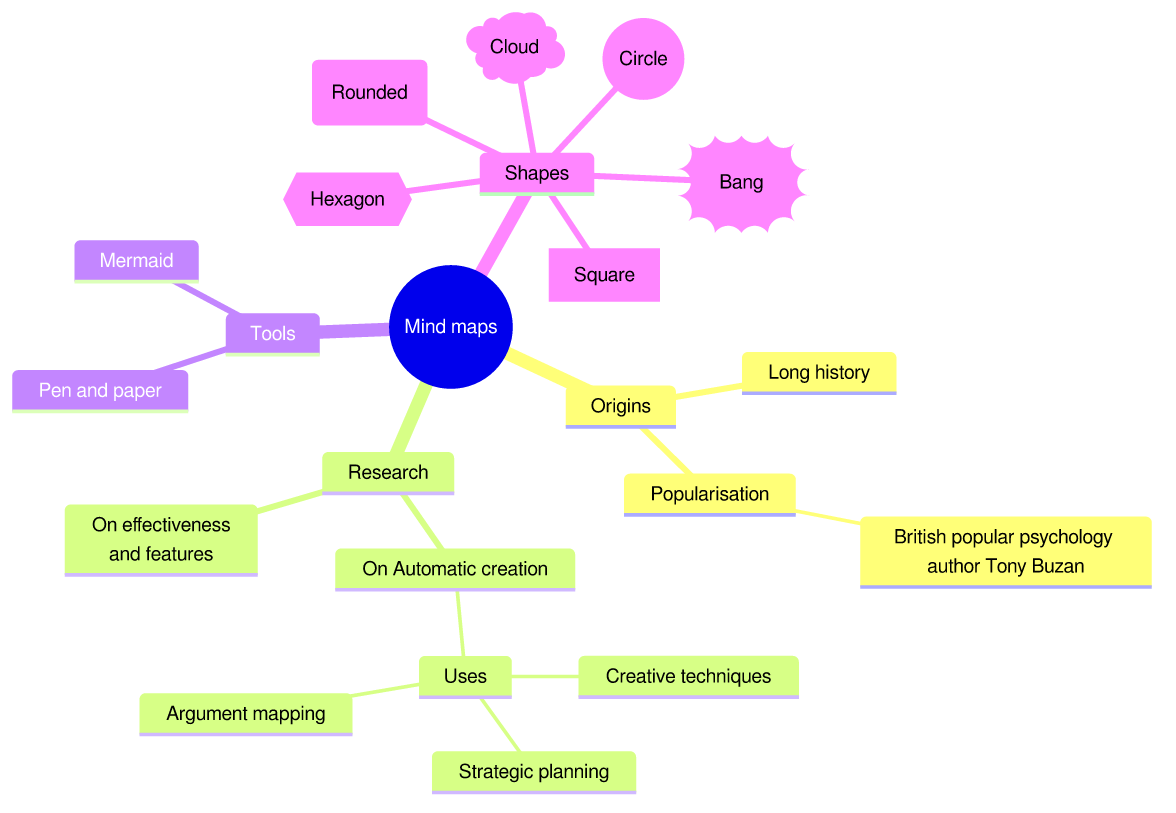 Cloud
Circle
Rounded
Shapes
Bang
Hexagon
Square
Mermaid
Mind maps
Tools
Pen and paper
Long history
Origins
Research
Popularisation
On effectiveness
and features
British popular psychology
author Tony Buzan
On Automatic creation
Uses
Creative techniques
Argument mapping
Strategic planning